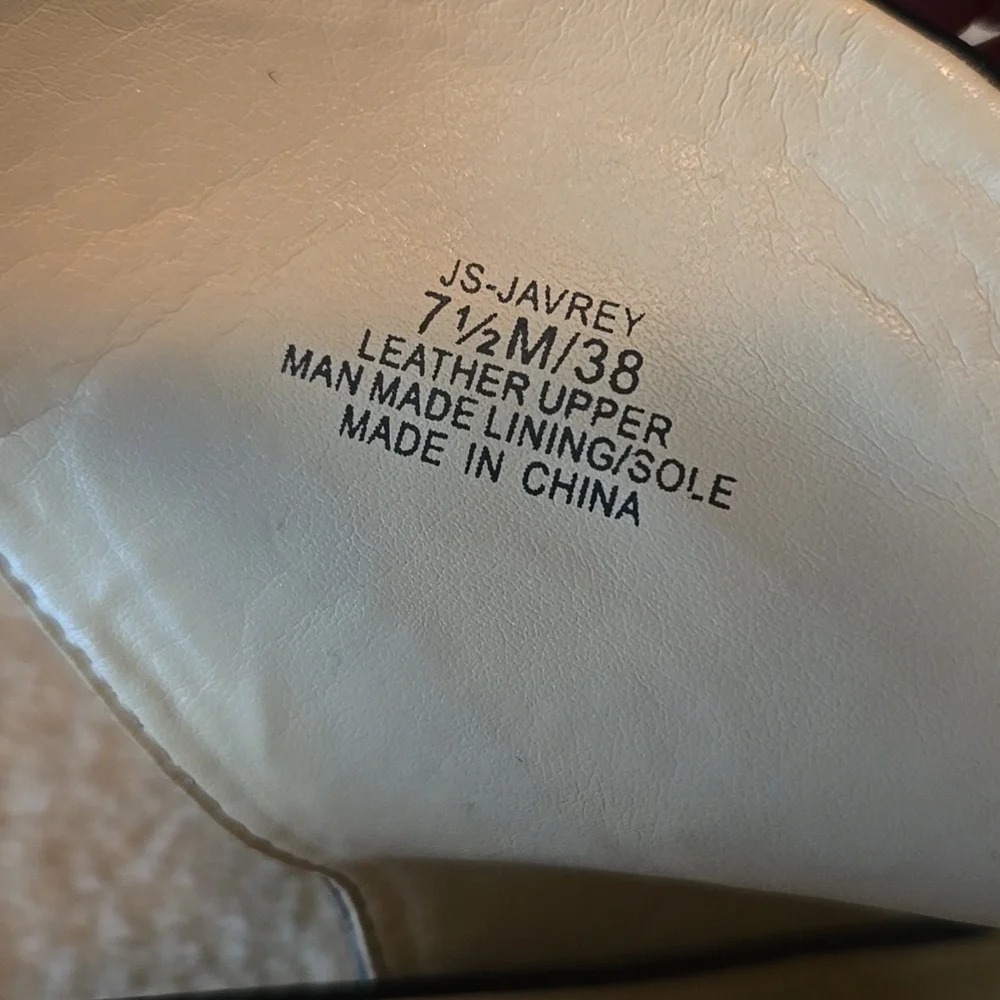 JS-JAVREY
7½M/38
LEATHER UPPER
MAN MADE LINING/SOLE
MADE IN CHINA